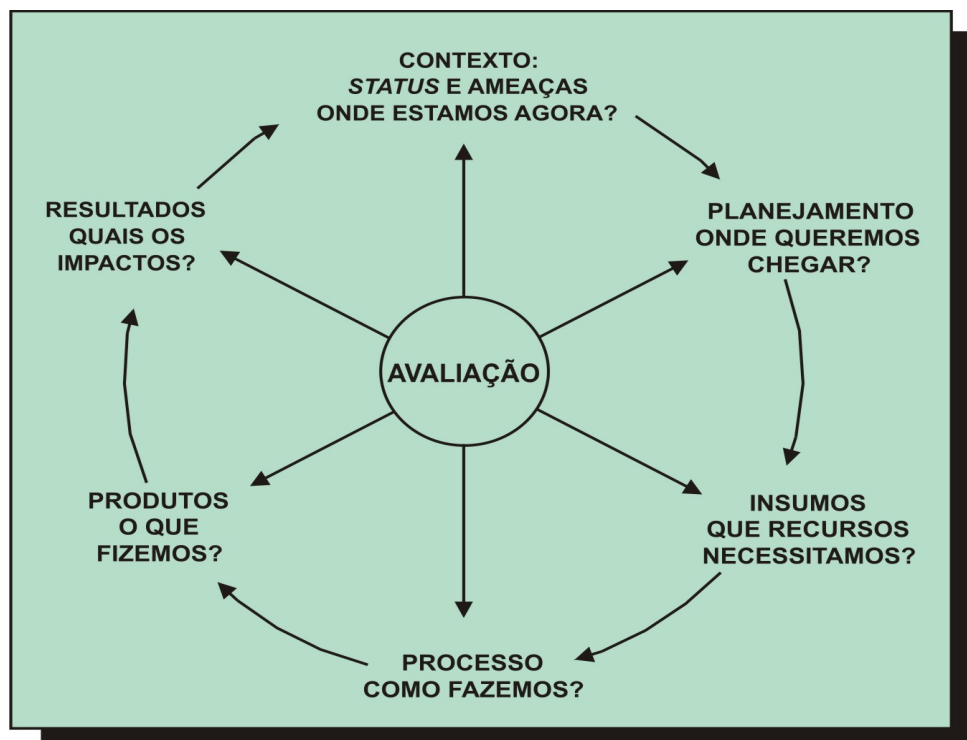 CONTEXTO:
STATUS E AMEAÇAS
ONDE ESTAMOS AGORA?
PLANEJAMENTO
ONDE QUEREMOS
CHEGAR?
INSUMOS
QUE RECURSOS
NECESSITAMOS?
PROCESSO
COMO FAZEMOS?
PRODUTOS
O QUE
FIZEMOS?
RESULTADOS
QUAIS OS
IMPACTOS?
AVALIAÇÃO